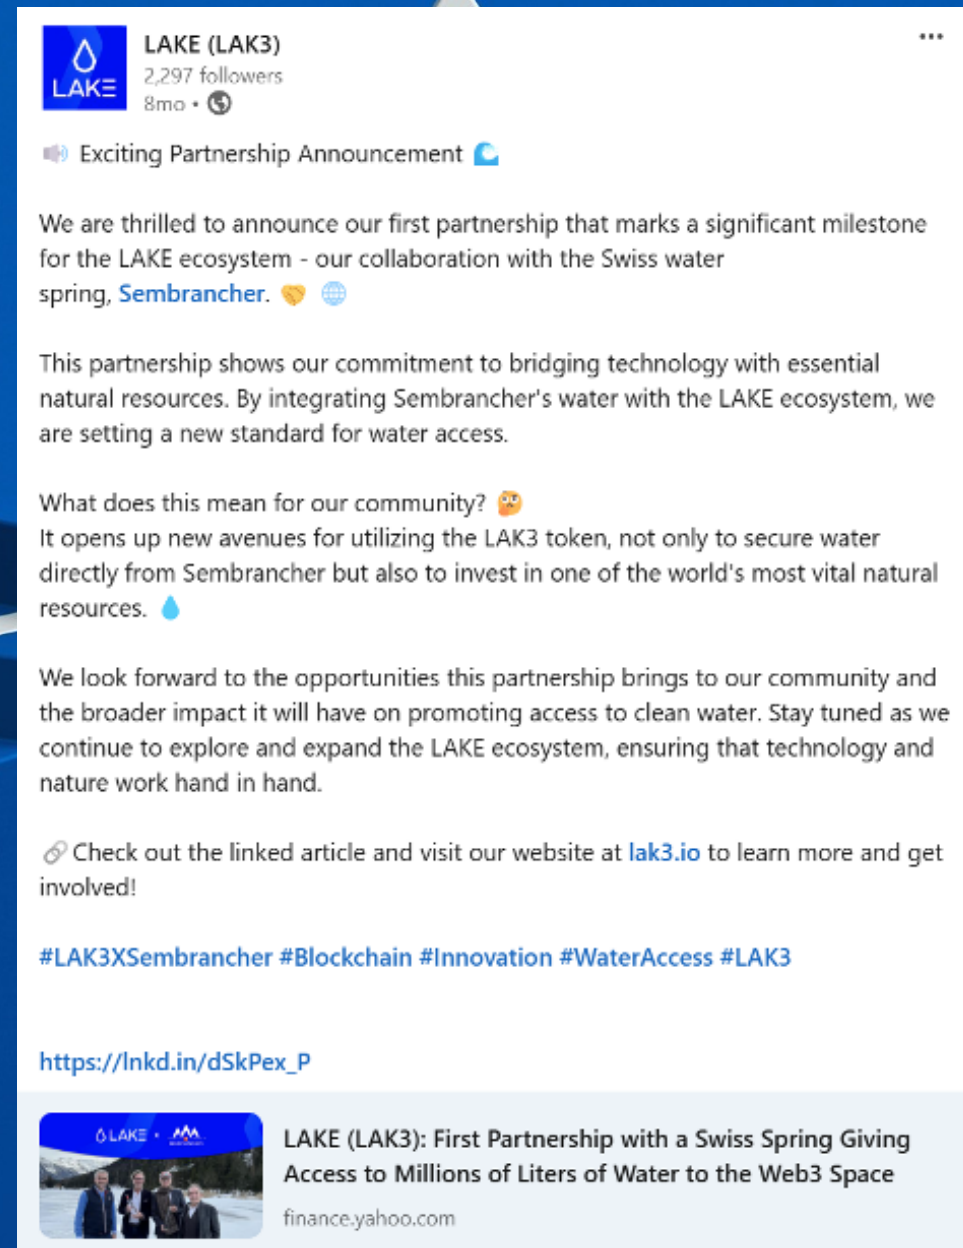 LAKE
LAKE (LAK3)
2,297 followers
8mo •
Exciting Partnership Announcement
We are thrilled to announce our first partnership that marks a significant milestone
for the LAKE ecosystem - our collaboration with the Swiss water
spring, Sembrancher.
This partnership shows our commitment to bridging technology with essential
natural resources. By integrating Sembrancher's water with the LAKE ecosystem, we
are setting a new standard for water access.
What does this mean for our community?
It opens up new avenues for utilizing the LAK3 token, not only to secure water
directly from Sembrancher but also to invest in one of the world's most vital natural
resources.
We look forward to the opportunities this partnership brings to our community and
the broader impact it will have on promoting access to clean water. Stay tuned as we
continue to explore and expand the LAKE ecosystem, ensuring that technology and
nature work hand in hand.
Check out the linked article and visit our website at lak3.io to learn more and get
involved!
#LAK3XSembrancher #Blockchain #Innovation #WaterAccess #LAK3
https://lnkd.in/dSkPex_P
LAKE
LAKE (LAK3): First Partnership with a Swiss Spring Giving
Access to Millions of Liters of Water to the Web3 Space
finance.yahoo.com